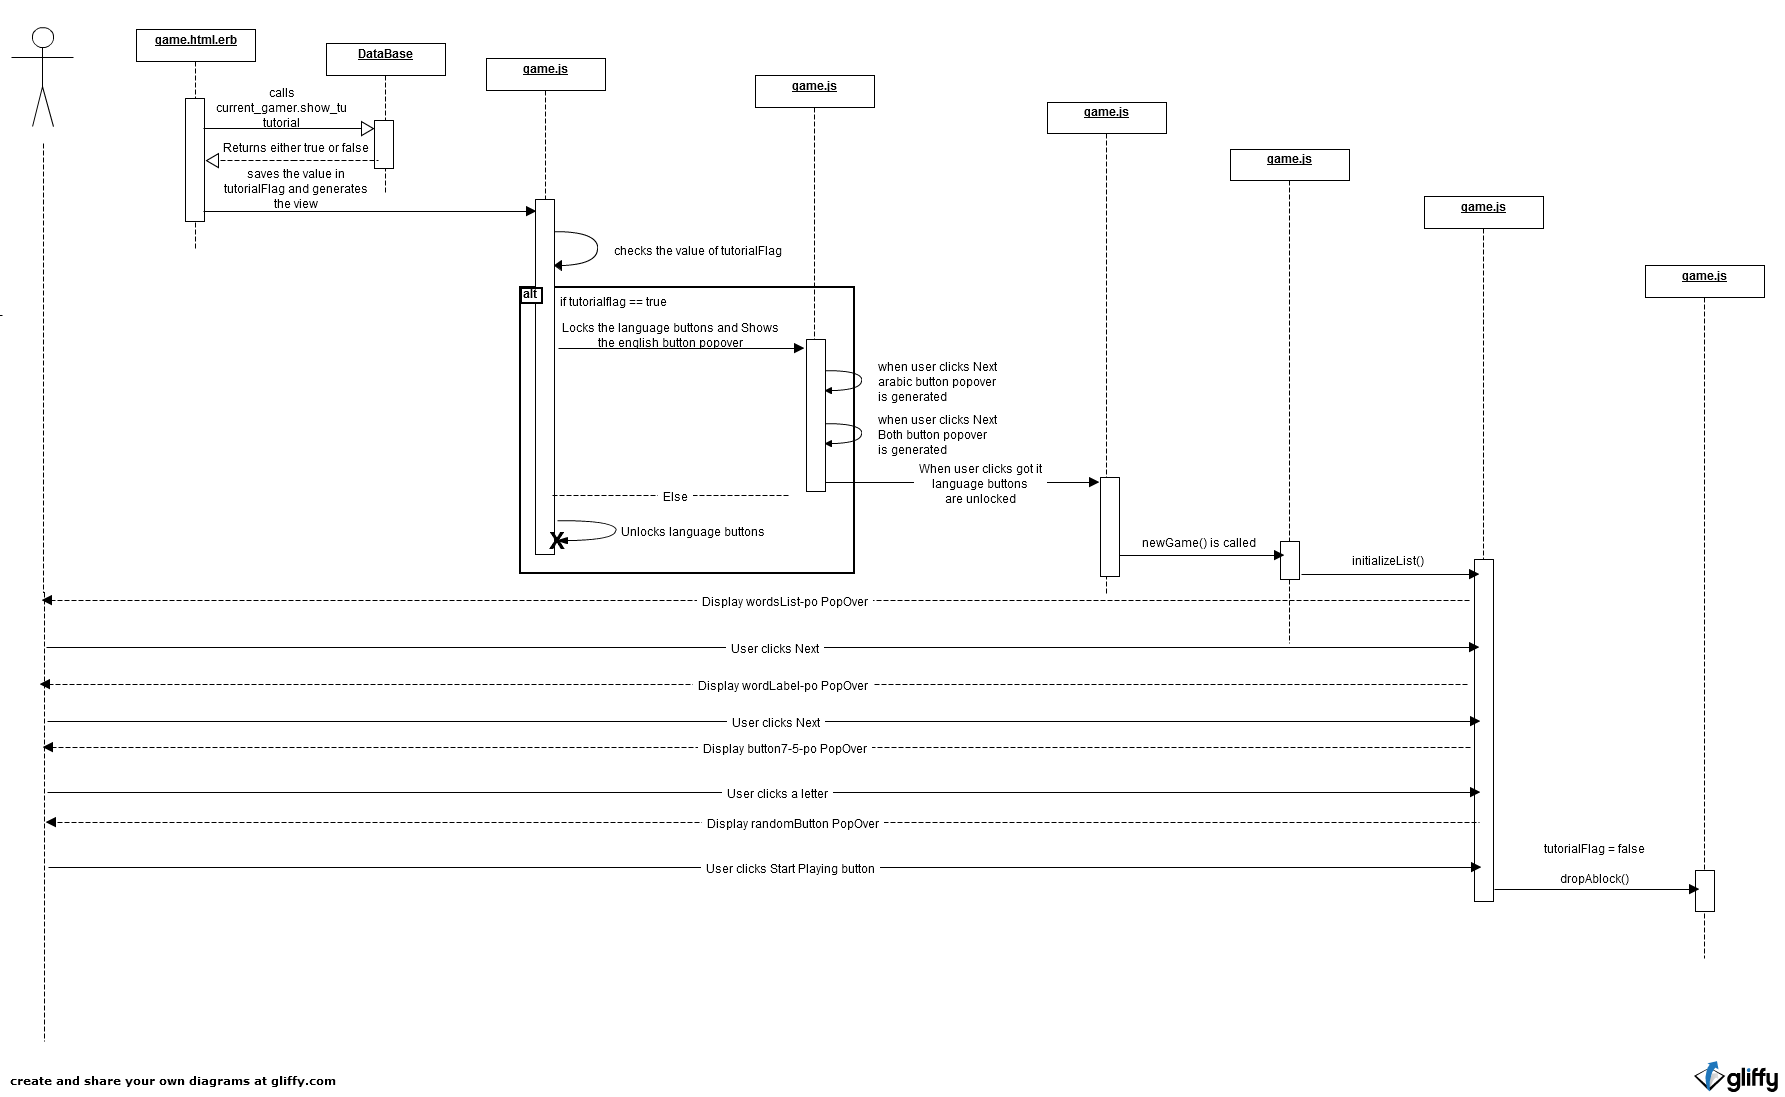 game.html.erb
DataBase
game.js
game.js
game.js
game.js
game.js
game.js
calls
current_gamer.show_tu
tutorial
Returns either true or false
saves the value in
tutorialFlag and generates
the view
checks the value of tutorialFlag
alt
if tutorialflag == true
Locks the language buttons and Shows
the english button popover
when user clicks Next
arabic button popover
is generated
when user clicks Next
Both button popover
is generated
When user clicks got it
language buttons
are unlocked
Else
Unlocks language buttons
X
newGame() is called
initializeList()
Display wordsList-po PopOver
User clicks Next
Display wordLabel-po PopOver
User clicks Next
Display button7-5-po PopOver
User clicks a letter
Display randomButton PopOver
User clicks Start Playing button
tutorialFlag = false
dropAblock()
create and share your own diagrams at gliffy.com
gliffy